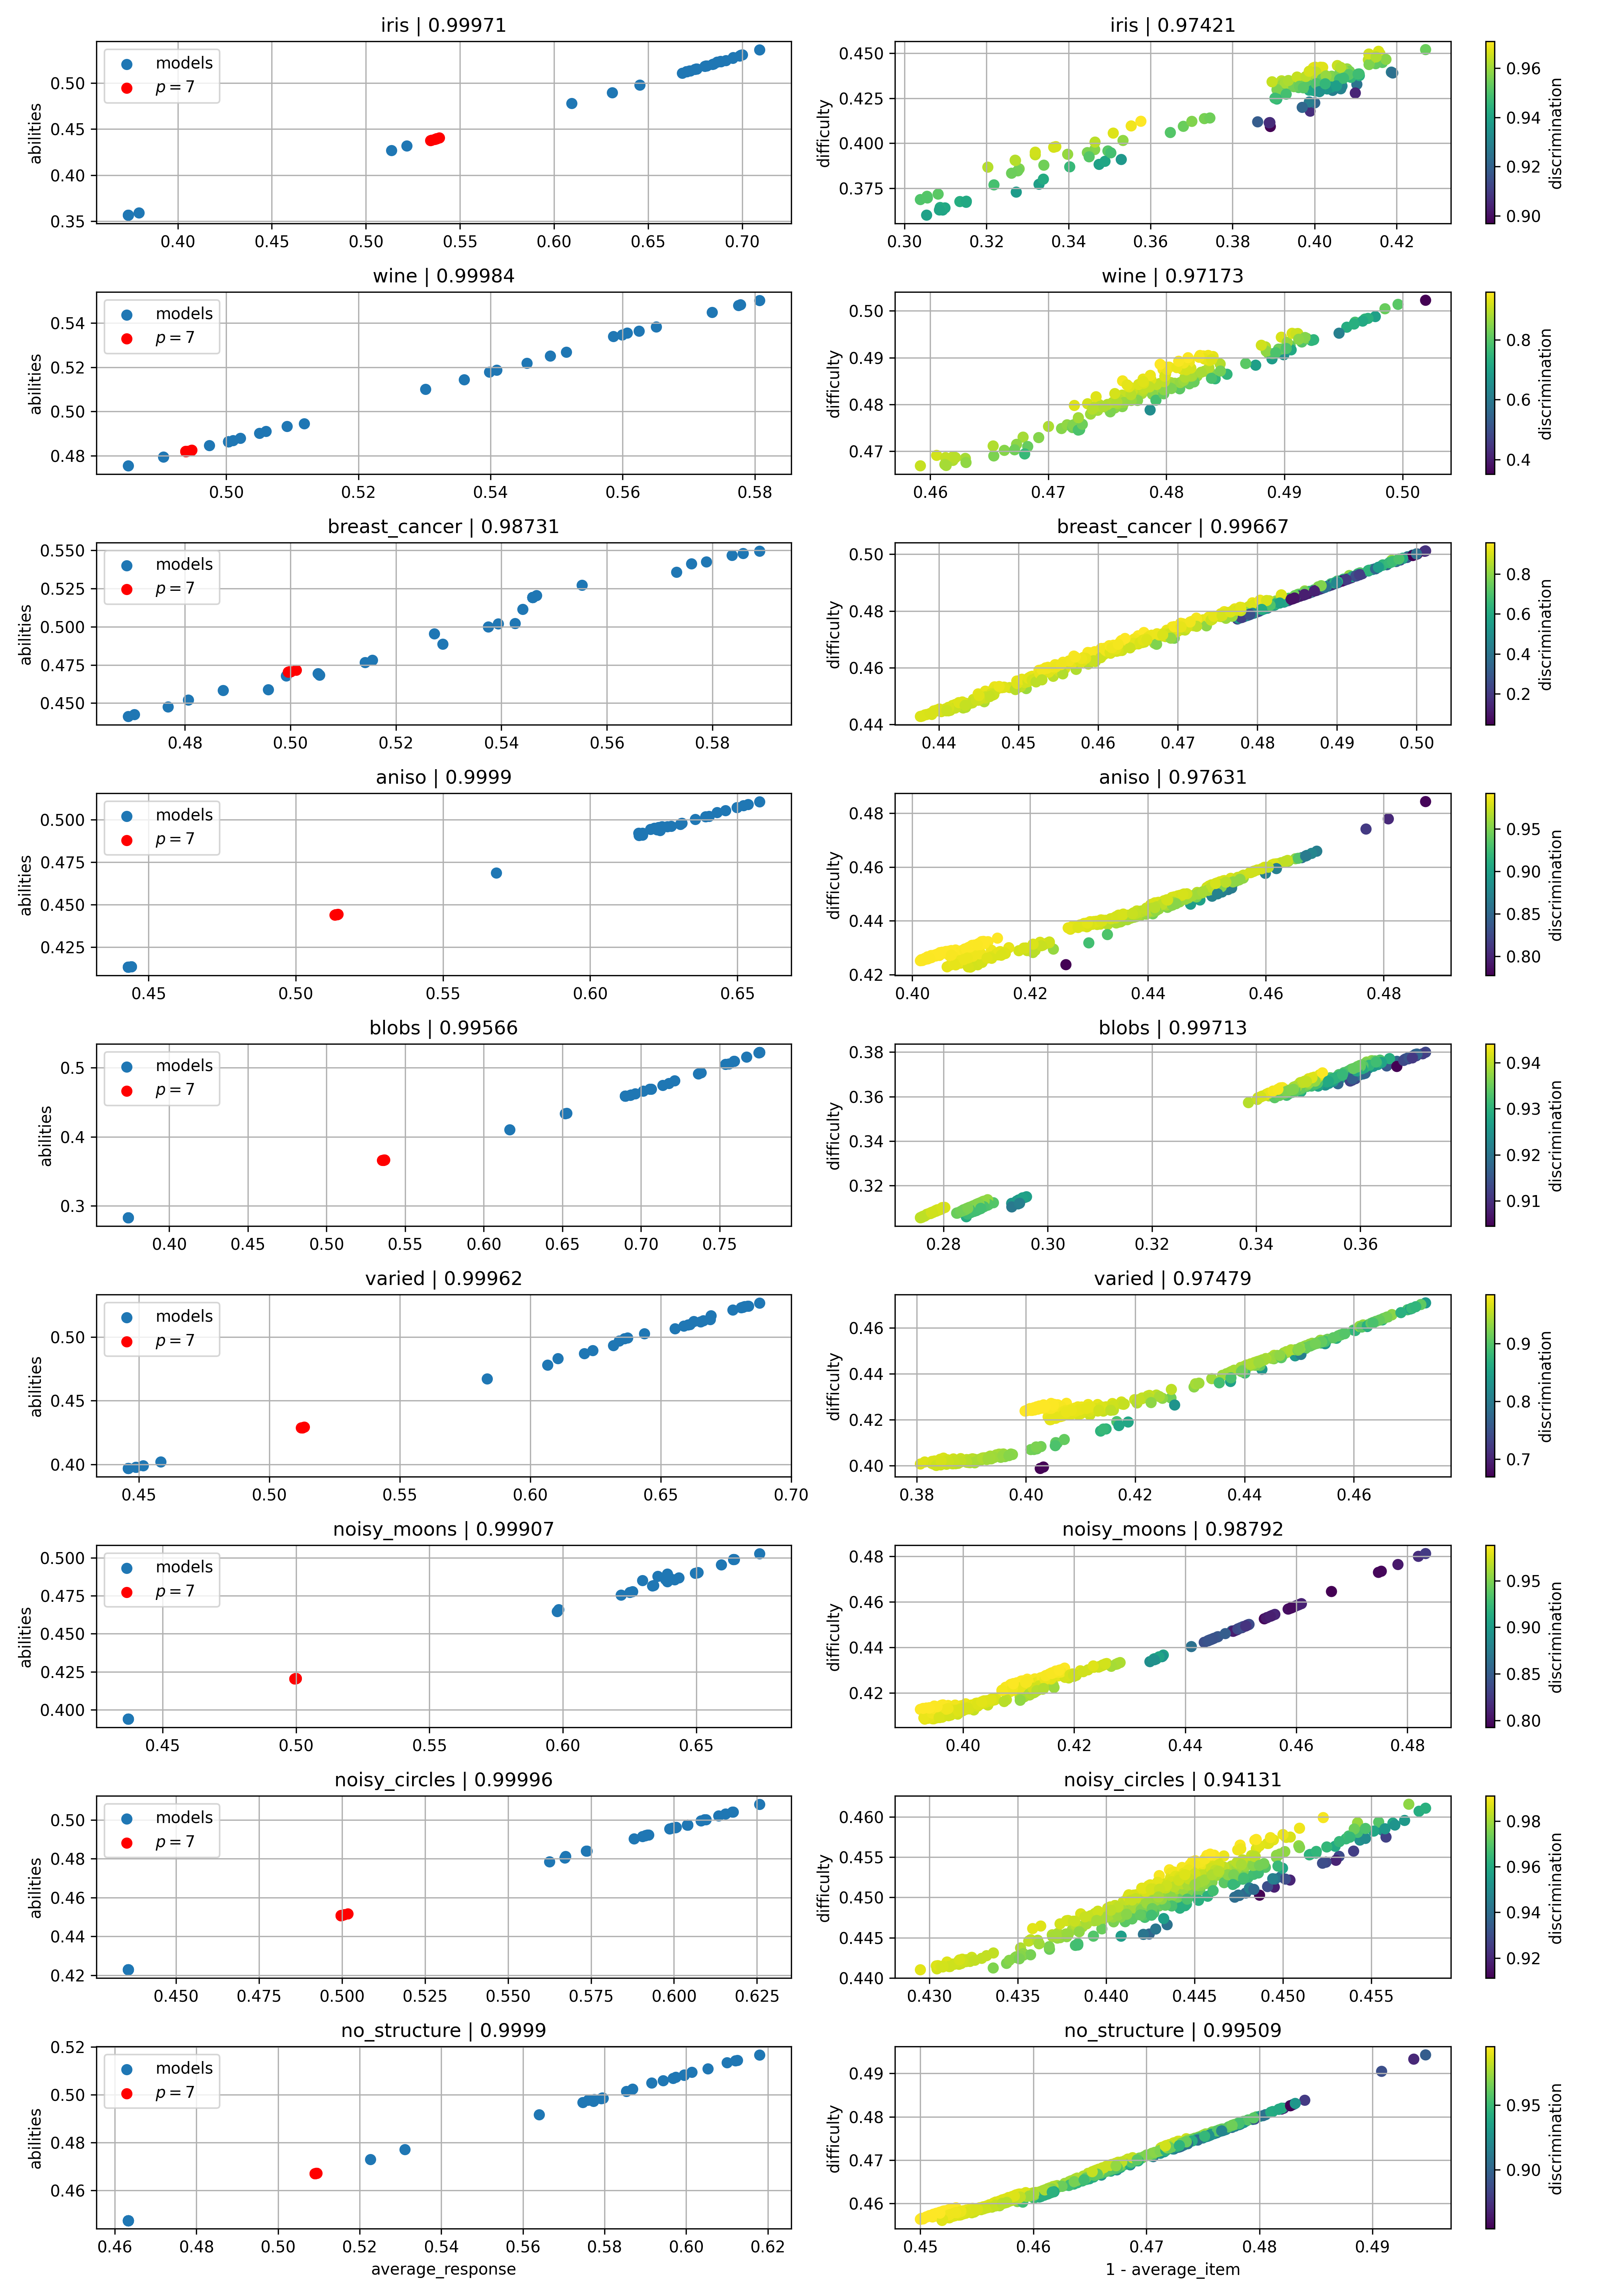 iris | 0.99971
abilities
0.50
0.45
0.40
0.35
models
p = 7
0.40 0.45 0.50 0.55 0.60 0.65 0.70
iris | 0.97421
difficulty
0.450
0.425
0.400
0.375
0.30 0.32 0.34 0.36 0.38 0.40 0.42
discrimination
0.96
0.94
0.92
0.90
wine | 0.99984
abilities
0.54
0.52
0.50
0.48
models
p = 7
0.50 0.52 0.54 0.56 0.58
wine | 0.97173
difficulty
0.50
0.49
0.48
0.47
0.46 0.47 0.48 0.49 0.50
discrimination
0.8
0.6
0.4
breast_cancer | 0.98731
abilities
0.550
0.525
0.500
0.475
0.450
models
p = 7
0.48 0.50 0.52 0.54 0.56 0.58
breast_cancer | 0.99667
difficulty
0.50
0.48
0.46
0.44
0.44 0.45 0.46 0.47 0.48 0.49 0.50
discrimination
0.8
0.6
0.4
0.2
aniso | 0.9999
abilities
0.500
0.475
0.450
0.425
models
p = 7
0.45 0.50 0.55 0.60 0.65
aniso | 0.97631
difficulty
0.48
0.46
0.44
0.42
0.40 0.42 0.44 0.46 0.48
discrimination
0.95
0.90
0.85
0.80
blobs | 0.99566
abilities
0.5
0.4
0.3
models
p = 7
0.40 0.45 0.50 0.55 0.60 0.65 0.70 0.75
blobs | 0.99713
difficulty
0.38
0.36
0.34
0.32
0.28 0.30 0.32 0.34 0.36
discrimination
0.94
0.93
0.92
0.91
varied | 0.99962
abilities
0.50
0.45
0.40
models
p = 7
0.45 0.50 0.55 0.60 0.65 0.70
varied | 0.97479
difficulty
0.46
0.44
0.42
0.40
0.38 0.40 0.42 0.44 0.46
discrimination
0.9
0.8
0.7
noisy_moons | 0.99907
abilities
0.500
0.475
0.450
0.425
0.400
models
p = 7
0.45 0.50 0.55 0.60 0.65
noisy_moons | 0.98792
difficulty
0.48
0.46
0.44
0.42
0.40 0.42 0.44 0.46 0.48
discrimination
0.95
0.90
0.85
0.80
noisy_circles | 0.99996
abilities
0.50
0.48
0.46
0.44
0.42
models
p = 7
0.450 0.475 0.500 0.525 0.550 0.575 0.600 0.625
noisy_circles | 0.94131
difficulty
0.460
0.455
0.450
0.445
0.440
0.430 0.435 0.440 0.445 0.450 0.455
discrimination
0.98
0.96
0.94
0.92
no_structure | 0.9999
abilities
0.52
0.50
0.48
0.46
models
p = 7
0.46 0.48 0.50 0.52 0.54 0.56 0.58 0.60 0.62
average_response
no_structure | 0.99509
difficulty
0.49
0.48
0.47
0.46
0.45 0.46 0.47 0.48 0.49
1 - average_item
discrimination
0.95
0.90